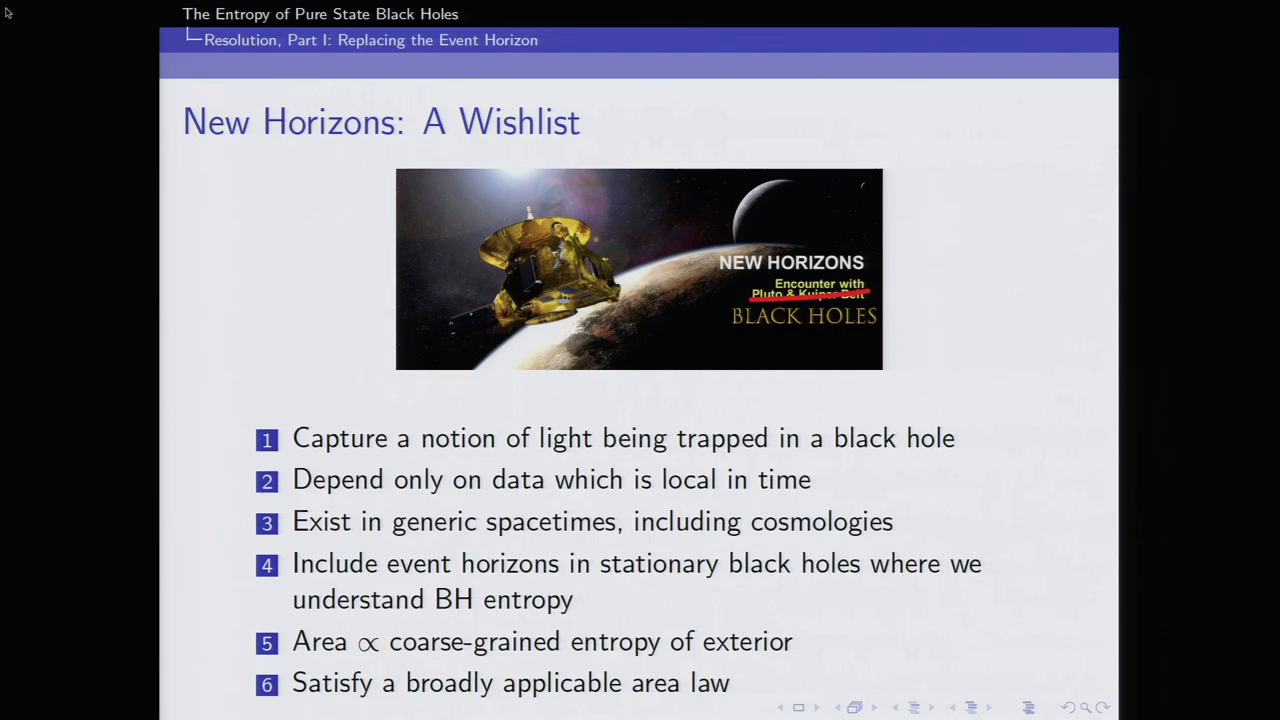 The Entropy of Pure State Black Holes
Resolution, Part I: Replacing the Event Horizon
New Horizons: A Wishlist
NEW HORIZONS
Encounter with
Pluto & Kuiper Belt
BLACK HOLES
1 Capture a notion of light being trapped in a black hole
2 Depend only on data which is local in time
3 Exist in generic spacetimes, including cosmologies
4 Include event horizons in stationary black holes where we
understand BH entropy
5 Area ∝ coarse-grained entropy of exterior
6 Satisfy a broadly applicable area law